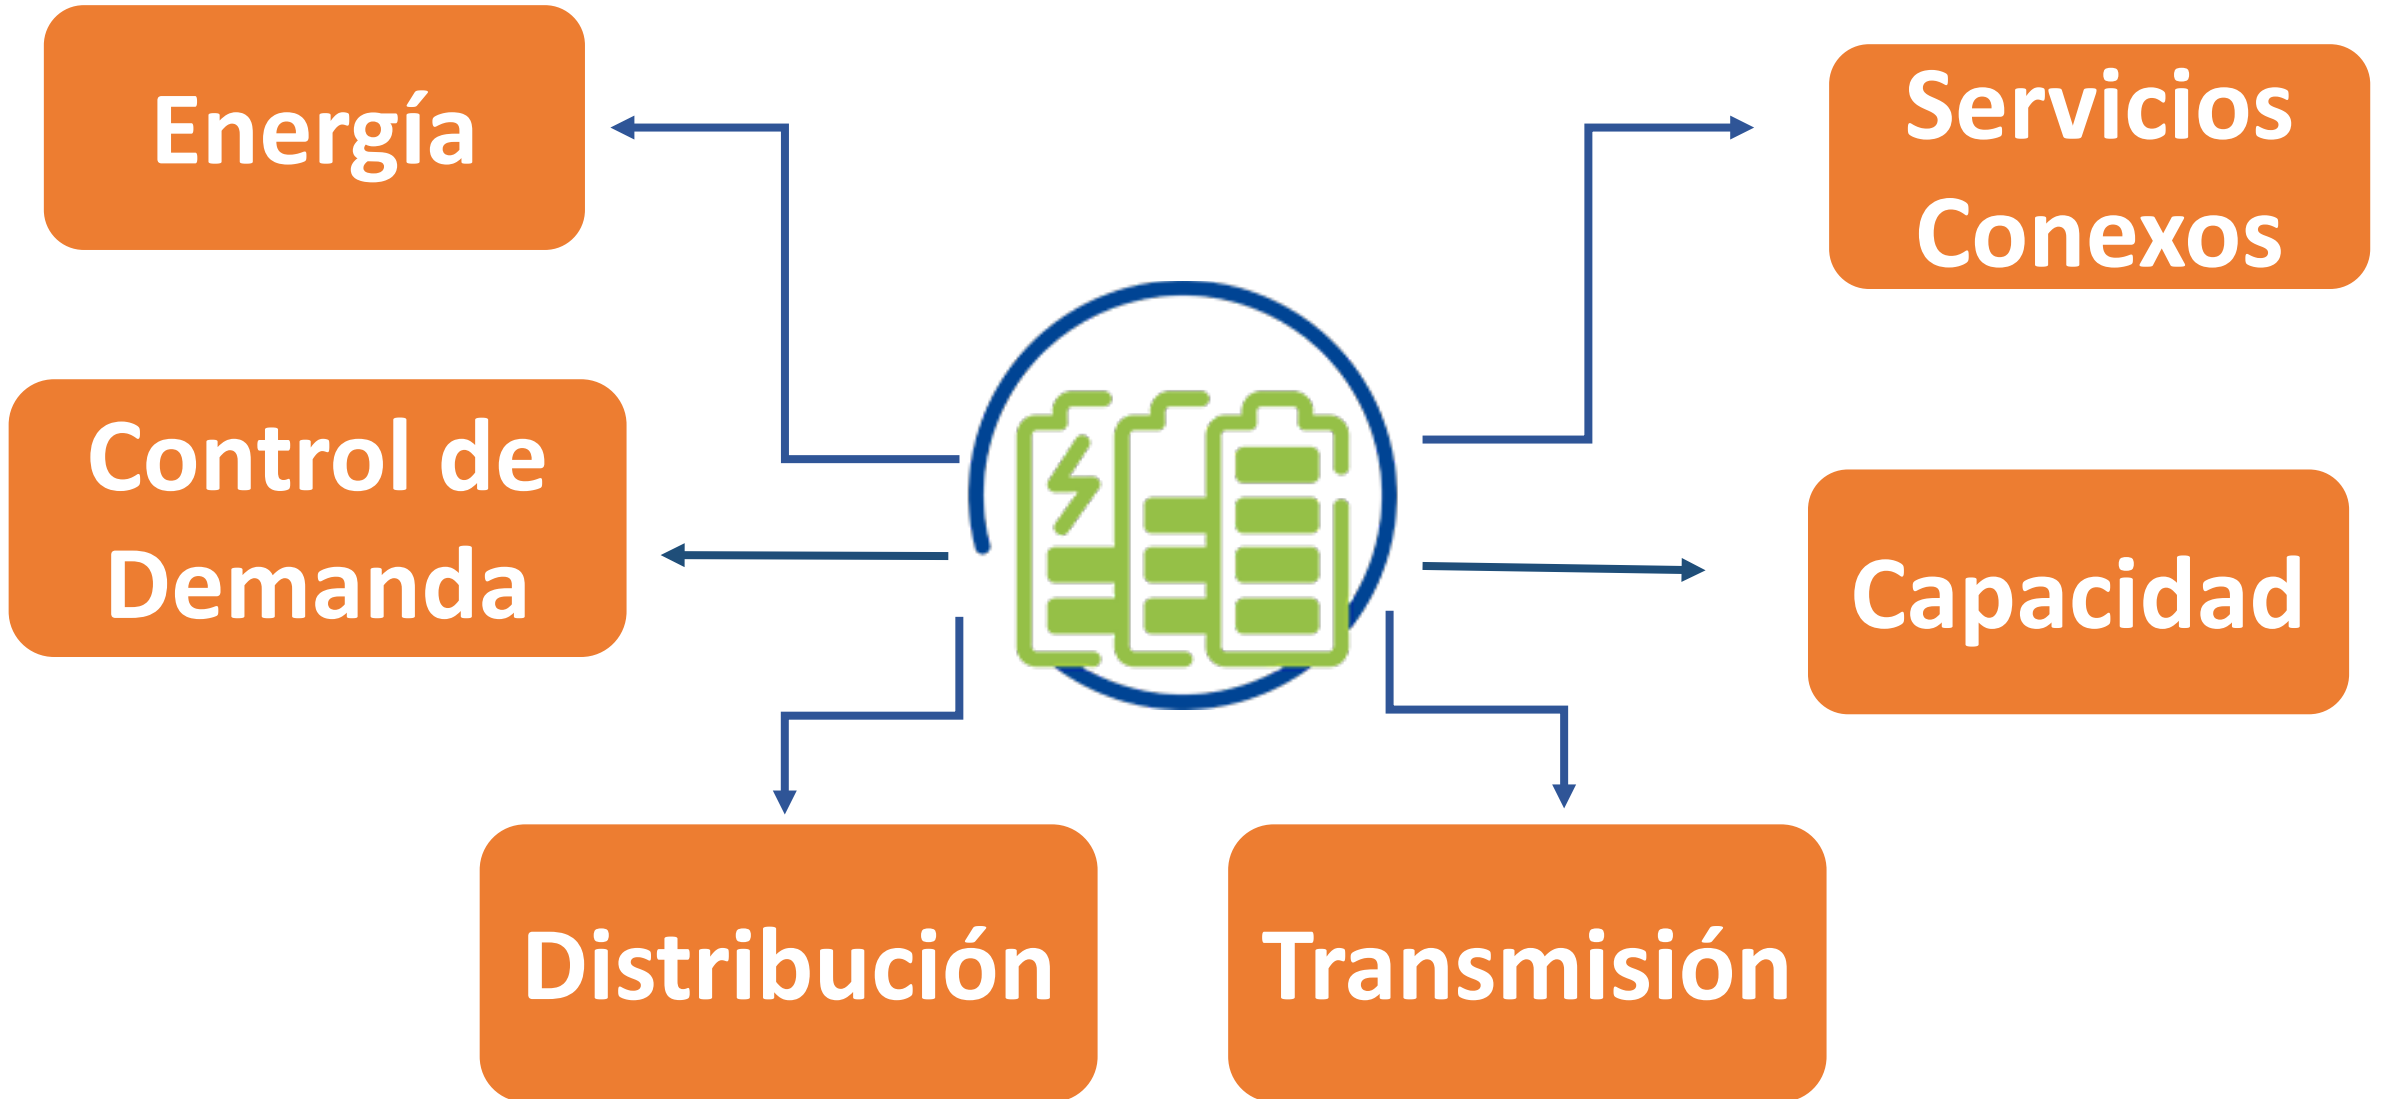 Energía
Servicios
Conexos
Control de
Demanda
Capacidad
Distribución
Transmisión